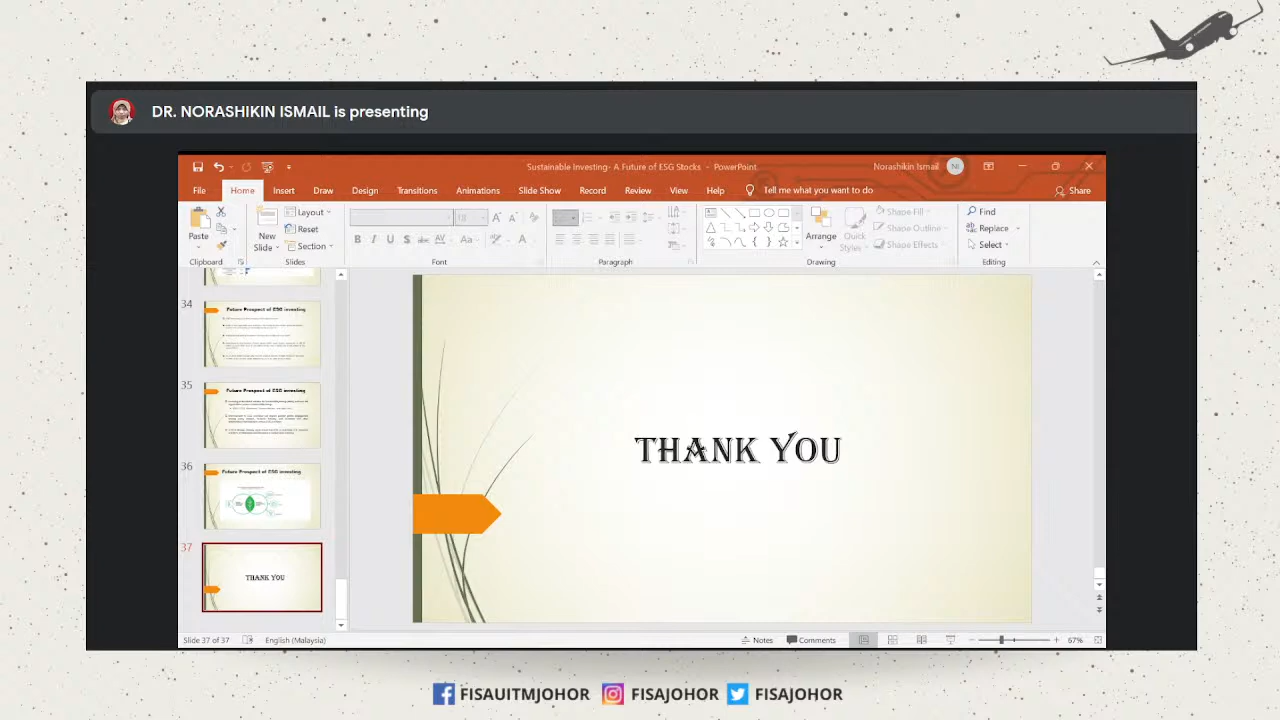 DR. NORASHIKIN ISMAIL is presenting
Sustainable Investing- A Future of ESG Stocks - PowerPoint
Norashikin Ismail
NI
File Home Insert Draw Design Transitions Animations Slide Show Record Review View Help Tell me what you want to do
Share
Paste
New
Slide
Layout
Reset
Section
Arrange
Quick
Styles
Shape Fill
Shape Outline
Shape Effects
Find
Replace
Select
Clipboard Slides Font Paragraph Drawing Editing
34
Future Prospect of ESG investing
35
Future Prospect of ESG investing
36
Future Prospect of ESG investing
37
THANK YOU
THANK YOU
Slide 37 of 37
English (Malaysia)
Notes
Comments
67%
FISAUITMJOHOR FISAJOHOR FISAJOHOR